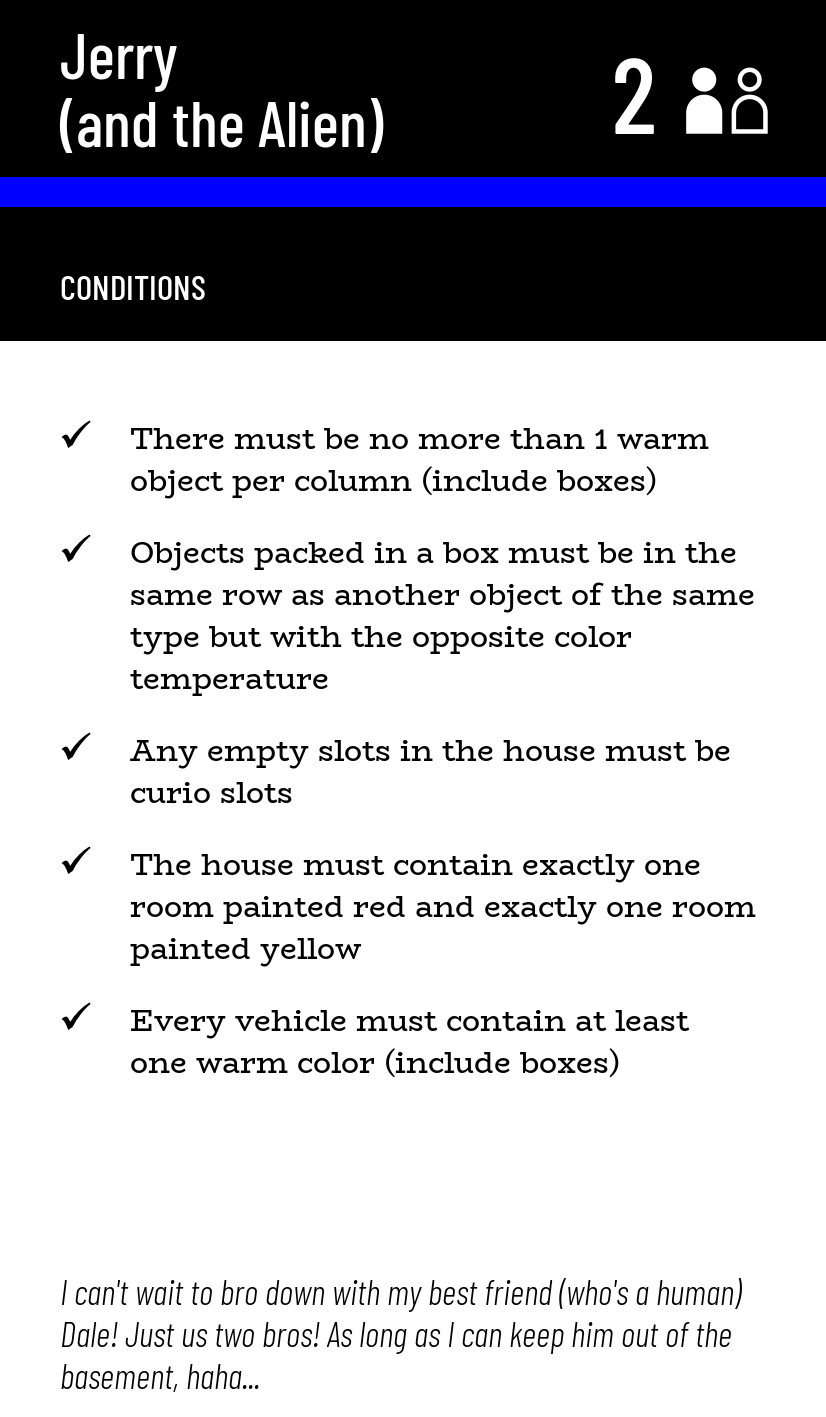 Jerry
(and the Alien)
2
CONDITIONS
✓ There must be no more than 1 warm
object per column (include boxes)
✓ Objects packed in a box must be in the
same row as another object of the same
type but with the opposite color
temperature
✓ Any empty slots in the house must be
curio slots
✓ The house must contain exactly one
room painted red and exactly one room
painted yellow
✓ Every vehicle must contain at least
one warm color (include boxes)
I can't wait to bro down with my best friend (who's a human)
Dale! Just us two bros! As long as I can keep him out of the
basement, haha...